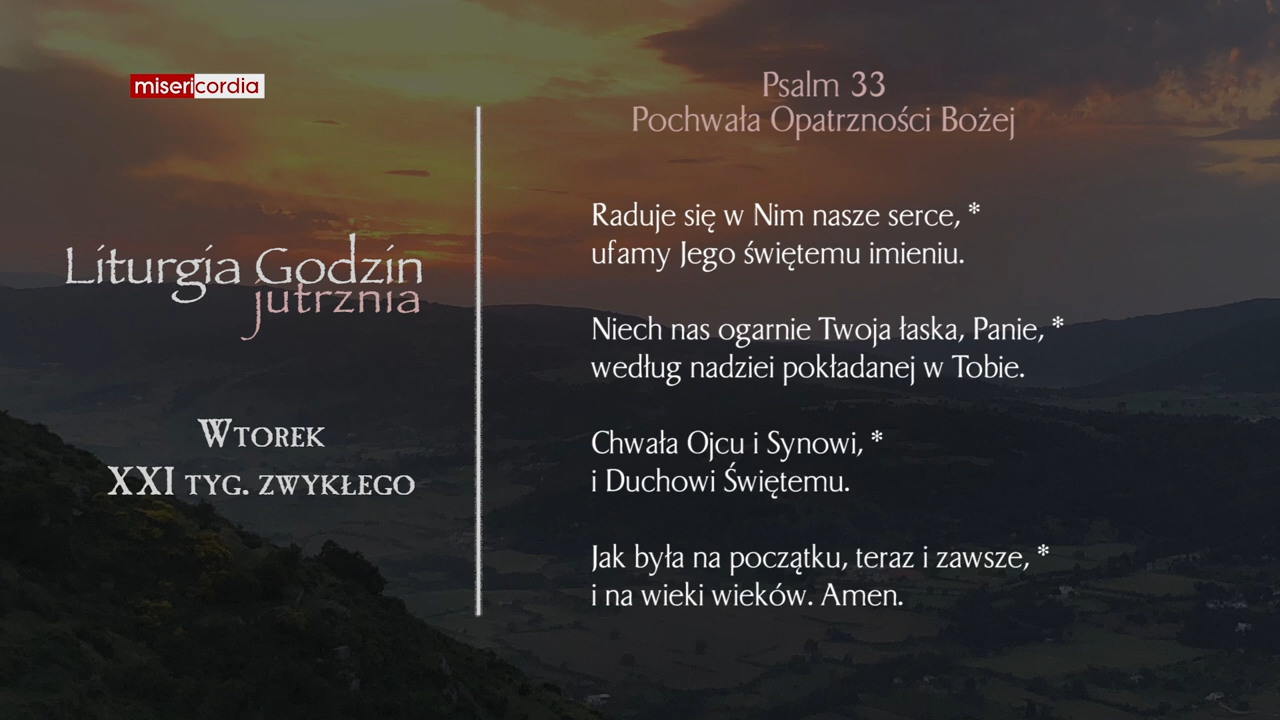 misericordia
Liturgia Godzin
jutrznia
Wtorek
XXI tyg. zwykłego
Psalm 33
Pochwała Opatrzności Bożej
Raduje się w Nim nasze serce, *
ufamy Jego świętemu imieniu.
Niech nas ogarnie Twoja łaska, Panie, *
według nadziei pokładanej w Tobie.
Chwała Ojcu i Synowi, *
i Duchowi Świętemu.
Jak była na początku, teraz i zawsze, *
i na wieki wieków. Amen.